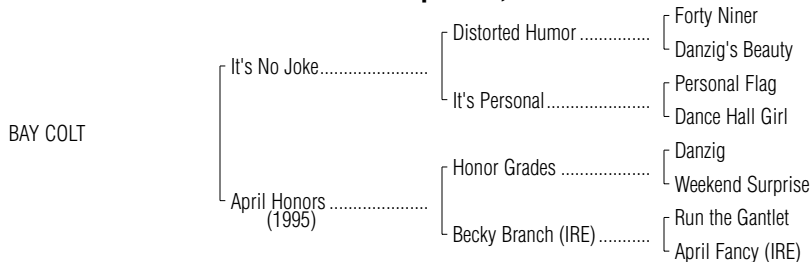 Forty Niner
Distorted Humor ...............
Danzig's Beauty
It's No Joke.......................
Personal Flag
It's Personal......................
Dance Hall Girl
BAY COLT
Danzig
Honor Grades ...................
Weekend Surprise
April Honors .....................
(1995)
Run the Gantlet
Becky Branch (IRE)...........
April Fancy (IRE)